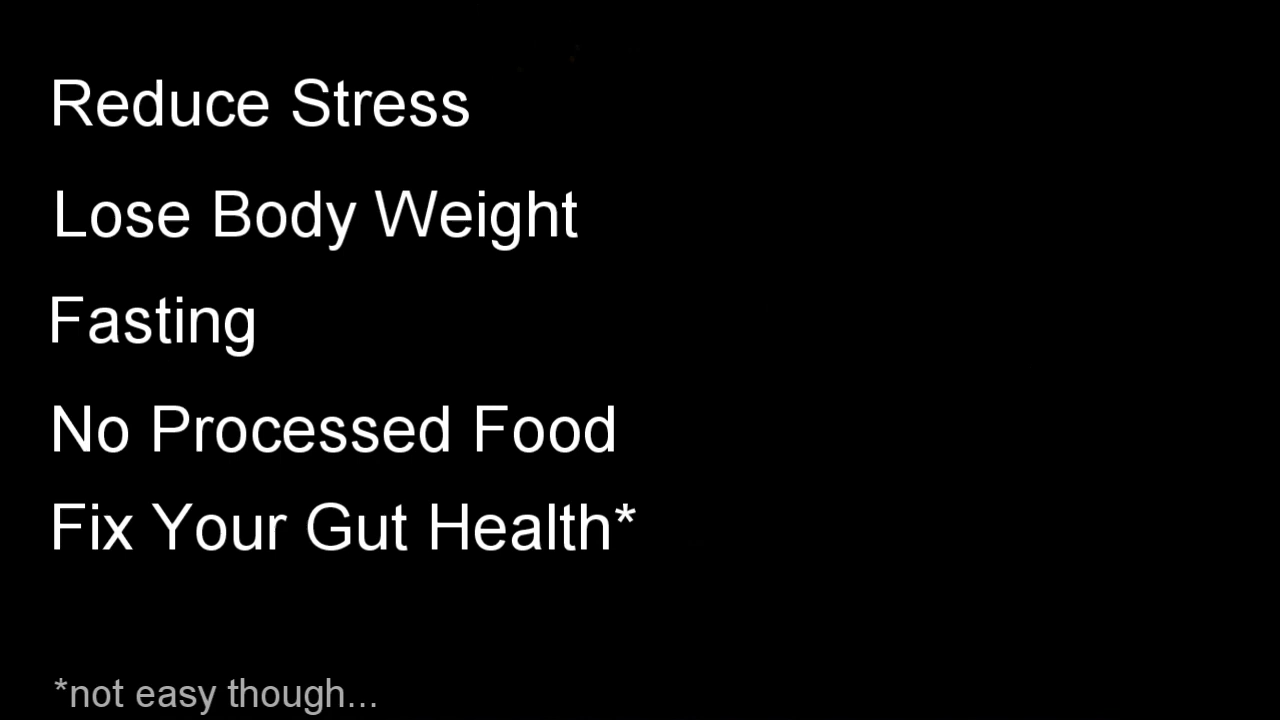 Reduce Stress
Lose Body Weight
Fasting
No Processed Food
Fix Your Gut Health*
*not easy though...